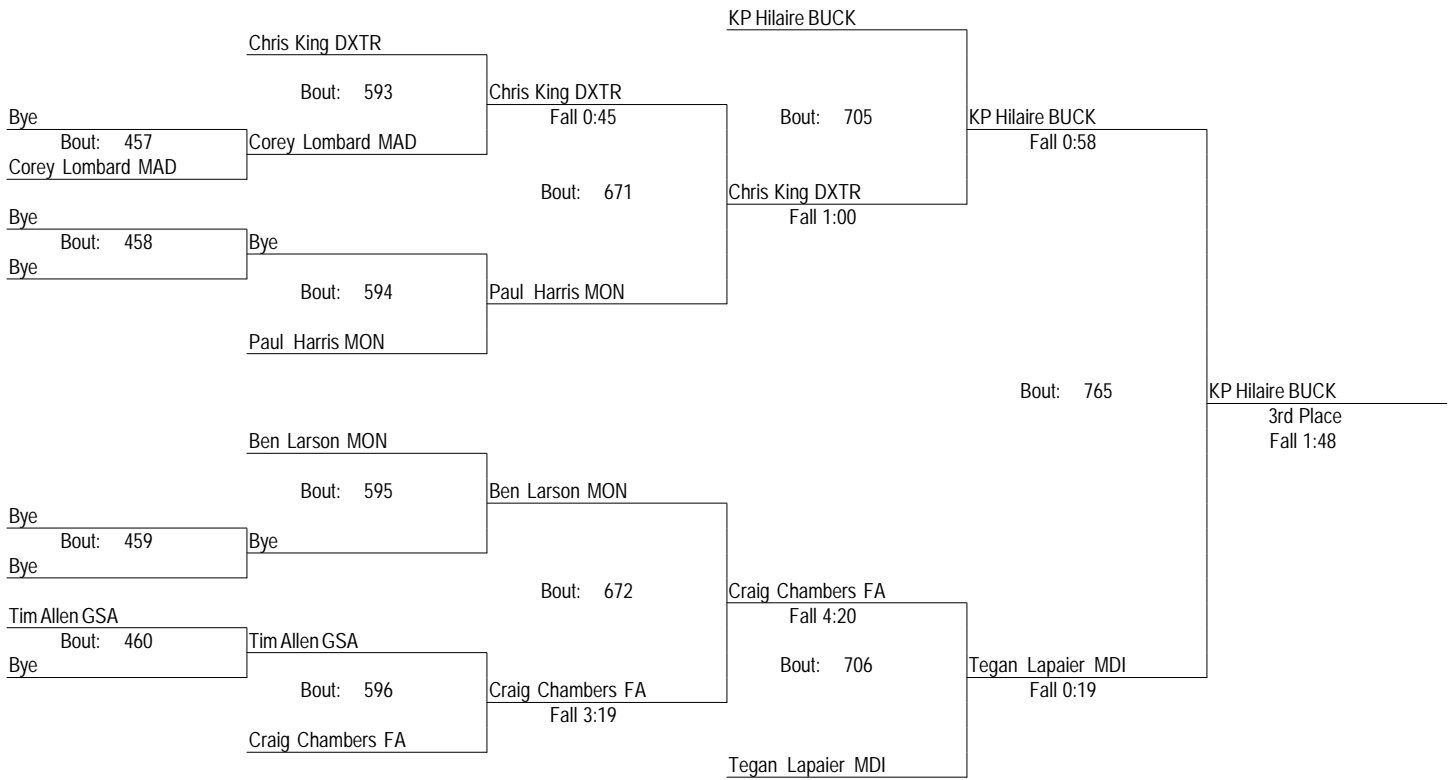 KP Hilaire BUCK
Chris King DXTR
Bout: 593
Chris King DXTR
Fall 0:45
Bye
Bout: 457
Corey Lombard MAD
Corey Lombard MAD
Bout: 705
KP Hilaire BUCK
Fall 0:58
Bout: 671
Chris King DXTR
Fall 1:00
Bye
Bout: 458
Bye
Bye
Bout: 594
Paul Harris MON
Paul Harris MON
Bout: 765
KP Hilaire BUCK
3rd Place
Fall 1:48
Ben Larson MON
Bout: 595
Ben Larson MON
Bye
Bout: 459
Bye
Bye
Bout: 672
Craig Chambers FA
Fall 4:20
Tim Allen GSA
Bout: 460
Bye
Tim Allen GSA
Bout: 596
Craig Chambers FA
Fall 3:19
Craig Chambers FA
Bout: 706
Tegan Lapaier MDI
Fall 0:19
Tegan Lapaier MDI